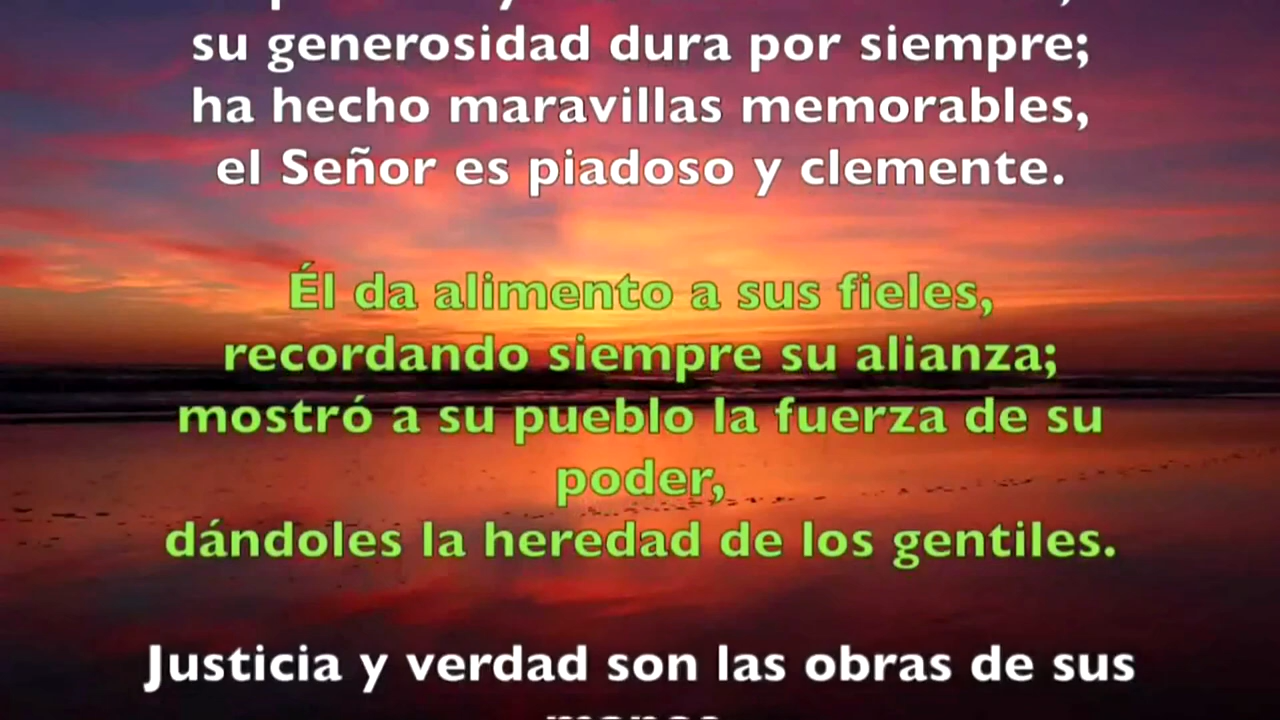 su generosidad dura por siempre;
ha hecho maravillas memorables,
el Señor es piadoso y clemente.
Él da alimento a sus fieles,
recordando siempre su alianza;
mostró a su pueblo la fuerza de su
poder,
dándoles la heredad de los gentiles.
Justicia y verdad son las obras de sus